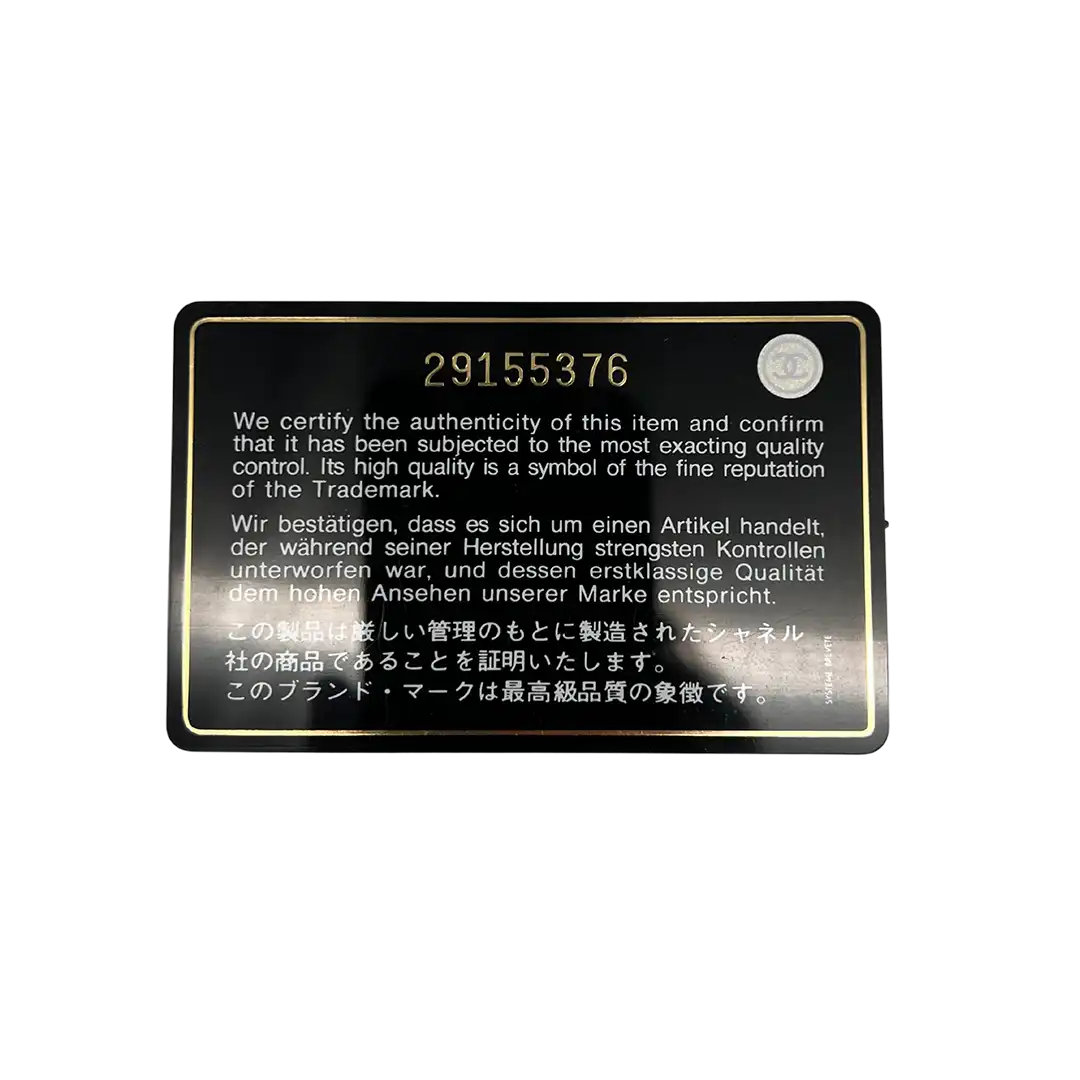 29155376
We certify the authenticity of this item and confirm
that it has been subjected to the most exacting quality
control. Its high quality is a symbol of the fine reputation
of the Trademark.
Wir bestätigen, dass es sich um einen Artikel handelt,
der während seiner Herstellung strengsten Kontrollen
unterworfen war, und dessen erstklassige Qualität
dem hohen Ansehen unserer Marke entspricht.
この製品は厳しい管理のもとに製造されたシャネル
社の商品であることを証明いたします。
このブランド・マークは最高級品質の象徴です。
SYSTEME BREVETE